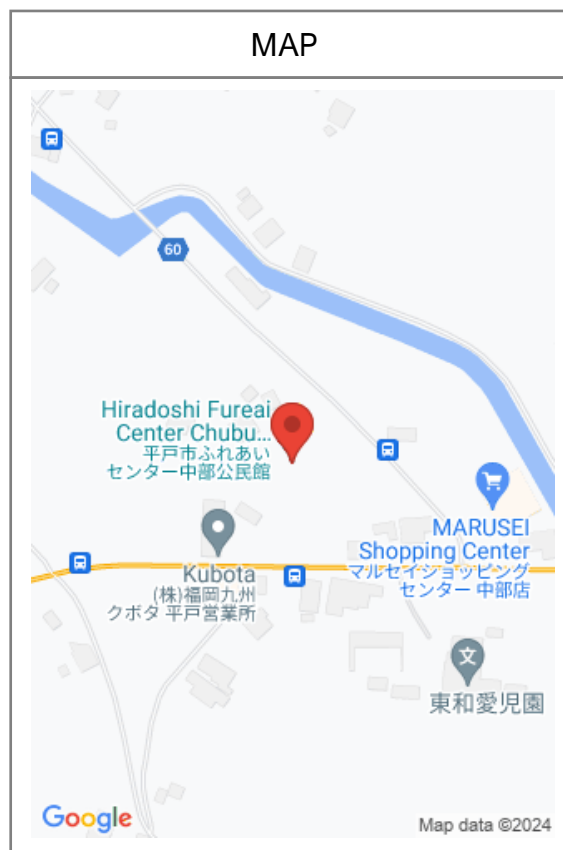 MAP
60
Hiradoshi Fureai
Center Chubu...
平戸市ふれあい
センター中部公民館
MARUSEI
Shopping Center
マルセイショッピング
センター 中部店
Kubota
(株)福岡九州
クボタ 平戸営業所
文
東和愛児園
Google
Map data ©2024